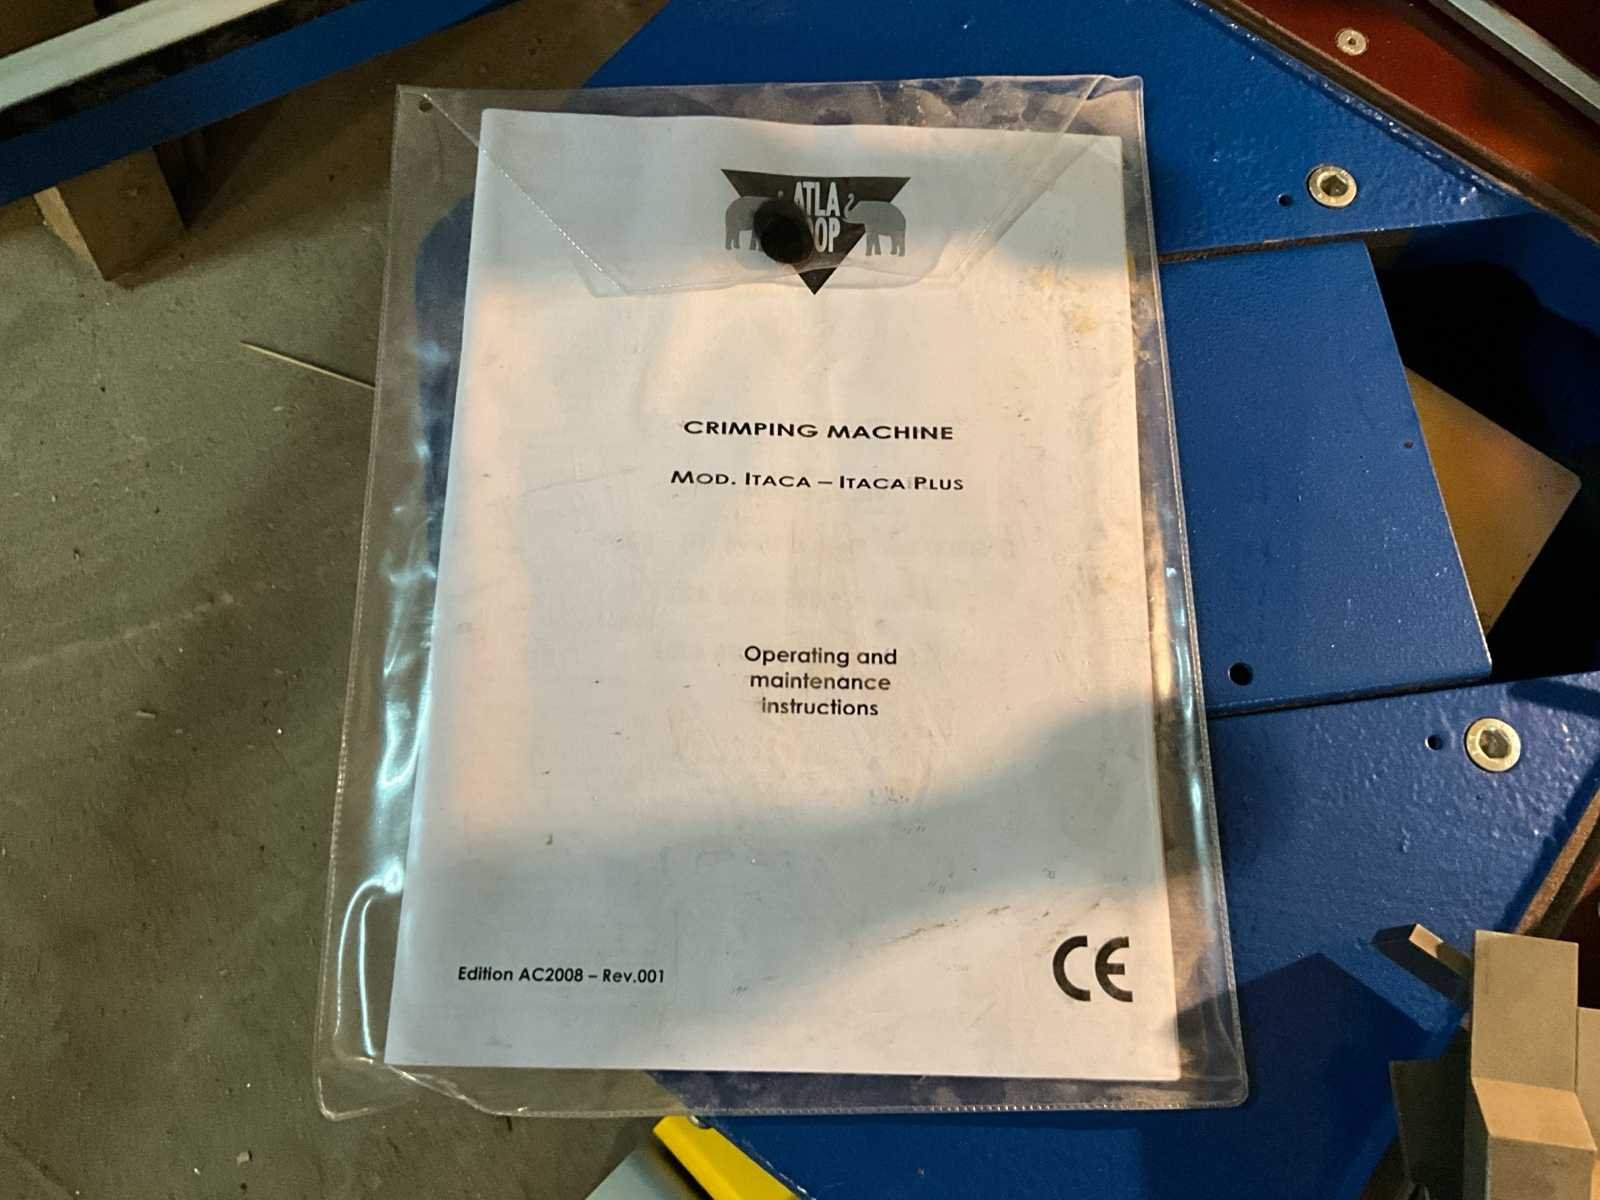 ATLA
OP
CRIMPING MACHINE
MOD. ITACA – ITACA PLUS
Operating and
maintenance
instructions
Edition AC2008 – Rev.001
CE